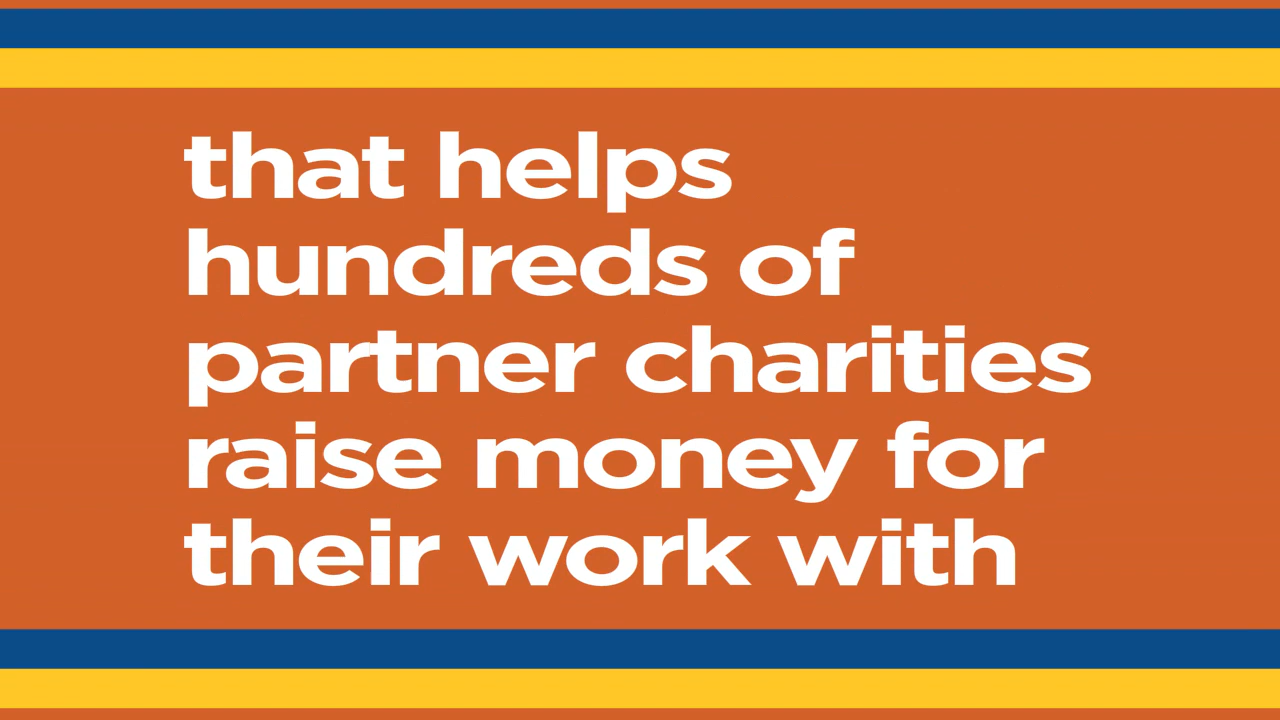 that helps
hundreds of
partner charities
raise money for
their work with